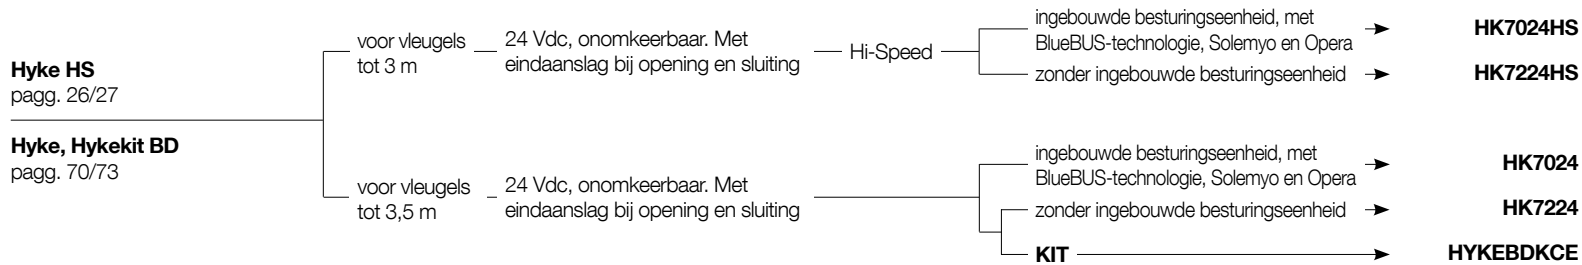 Hyke HS
pagg. 26/27
Hyke, Hykekit BD
pagg. 70/73
voor vleugels
tot 3 m
24 Vdc, onomkeerbaar. Met
eindaanslag bij opening en sluiting
Hi-Speed
ingebouwde besturingseenheid, met
BlueBUS-technologie, Solemyo en Opera
HK7024HS
zonder ingebouwde besturingseenheid
HK7224HS
voor vleugels
tot 3,5 m
24 Vdc, onomkeerbaar. Met
eindaanslag bij opening en sluiting
ingebouwde besturingseenheid, met
BlueBUS-technologie, Solemyo en Opera
HK7024
zonder ingebouwde besturingseenheid
HK7224
KIT
HYKEBDKCE